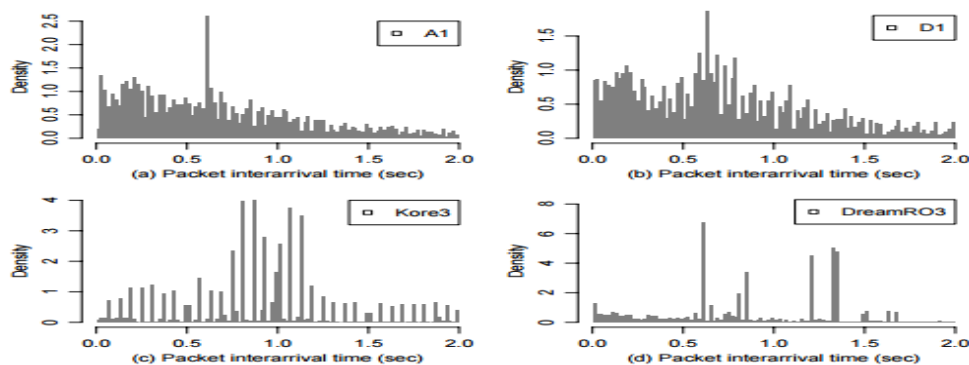 A1
Density
0.0 0.5 1.0 1.5 2.0 2.5
0.0 0.5 1.0 1.5 2.0
(a) Packet interarrival time (sec)
D1
Density
0.0 0.5 1.0 1.5
0.0 0.5 1.0 1.5 2.0
(b) Packet interarrival time (sec)
Kore3
Density
0 1 2 3 4
0.0 0.5 1.0 1.5 2.0
(c) Packet interarrival time (sec)
DreamRO3
Density
0 2 4 6 8
0.0 0.5 1.0 1.5 2.0
(d) Packet interarrival time (sec)